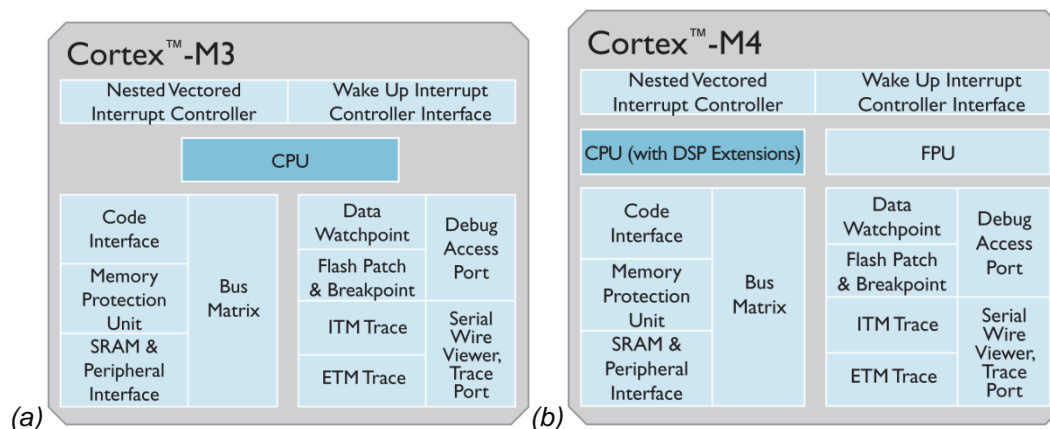 Cortex™-M3
Nested Vectored
Interrupt Controller
Wake Up Interrupt
Controller Interface
CPU
Code
Interface
Memory
Protection
Unit
SRAM &
Peripheral
Interface
Bus
Matrix
Data
Watchpoint
Flash Patch
& Breakpoint
ITM Trace
ETM Trace
Debug
Access
Port
Serial
Wire
Viewer,
Trace
Port
(a)
Cortex™-M4
Nested Vectored
Interrupt Controller
Wake Up Interrupt
Controller Interface
CPU (with DSP Extensions)
FPU
Code
Interface
Memory
Protection
Unit
SRAM &
Peripheral
Interface
Bus
Matrix
Data
Watchpoint
Flash Patch
& Breakpoint
ITM Trace
ETM Trace
Debug
Access
Port
Serial
Wire
Viewer,
Trace
Port
(b)